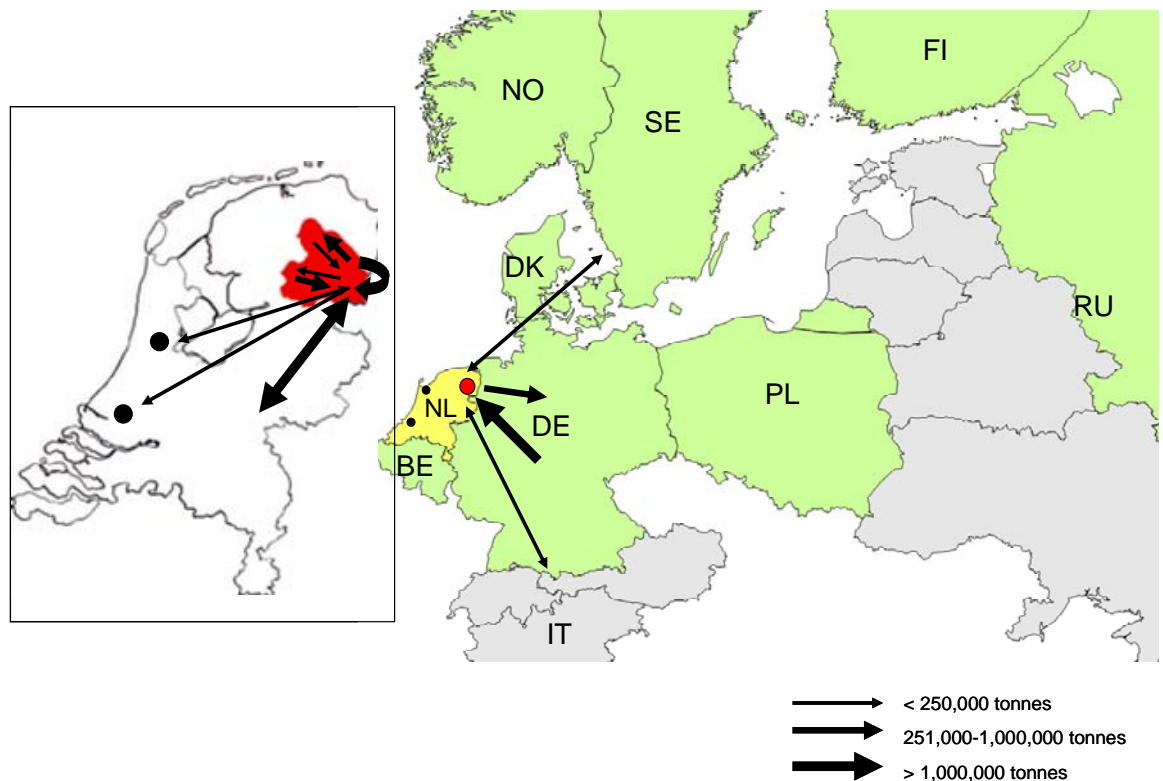 FI
NO
SE
DK
RU
PL
NL
DE
BE
IT
< 250,000 tonnes
251,000-1,000,000 tonnes
> 1,000,000 tonnes